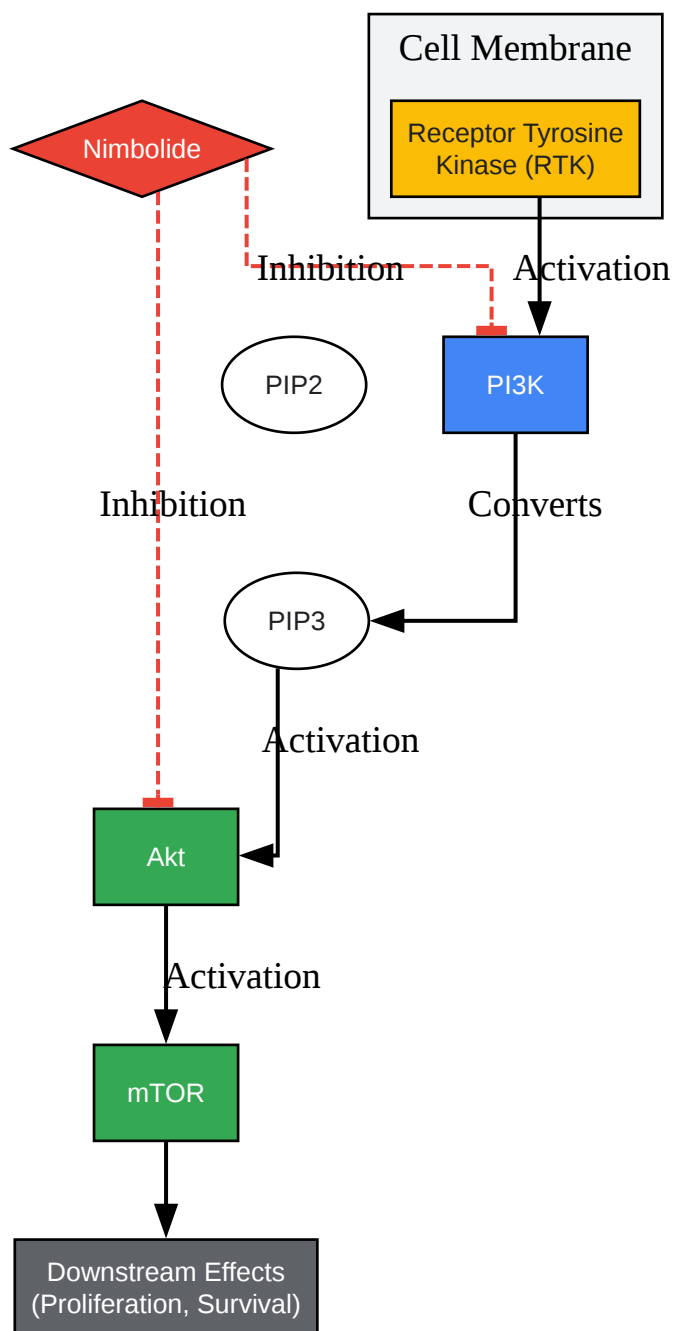 Cell Membrane
Nimbolide
Receptor Tyrosine
Kinase (RTK)
Inhibition
Activation
PIP2
PI3K
Inhibition
Converts
PIP3
Activation
Akt
Activation
mTOR
Downstream Effects
(Proliferation, Survival)